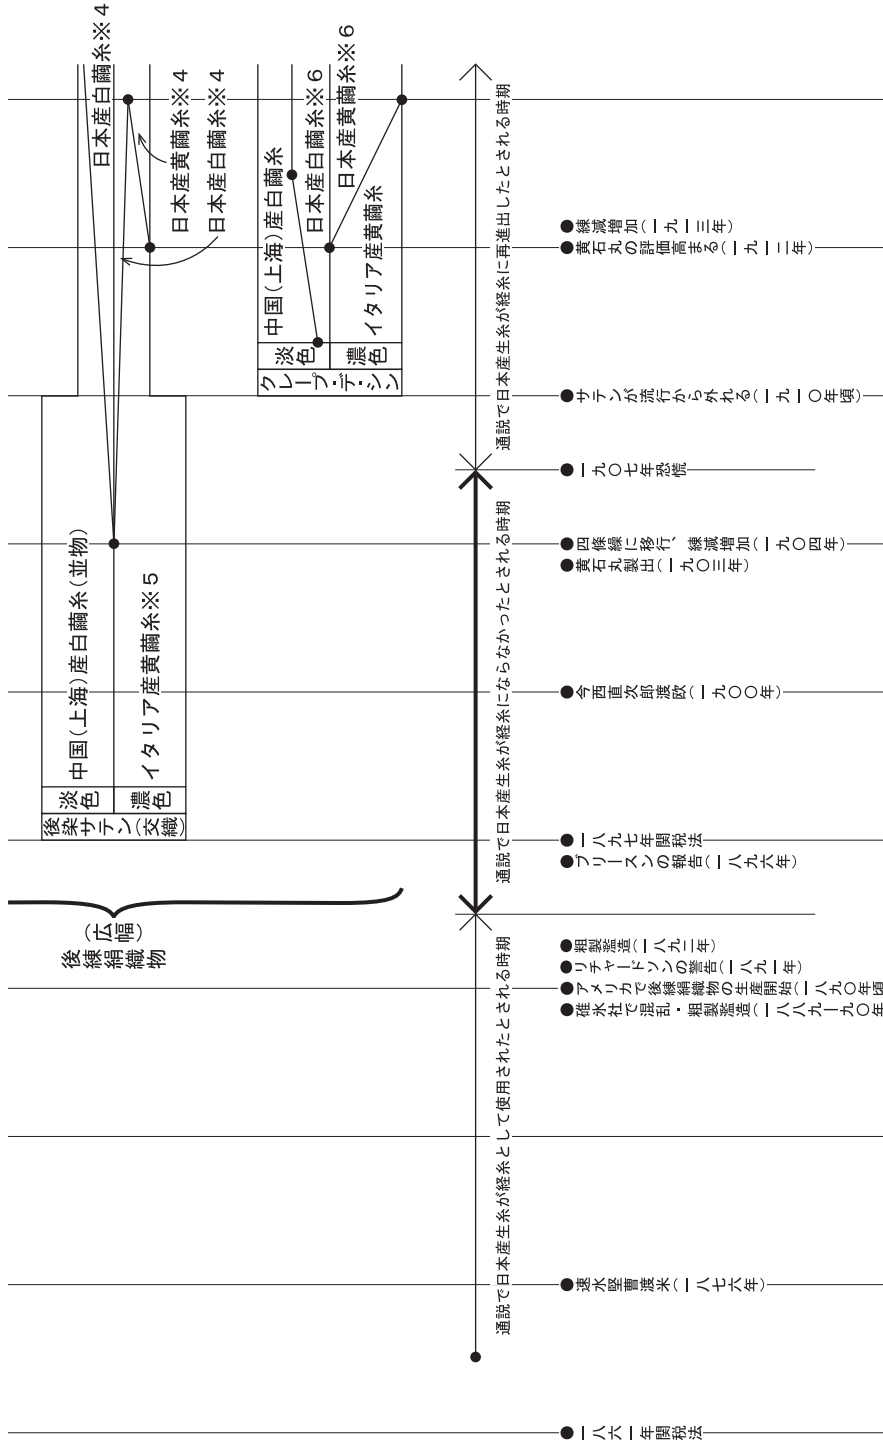 日本産白繭糸※4
日本産黄繭糸※4
日本産白繭糸※4
中国(上海)産白繭糸(並物)
イタリア産黄繭糸※5
淡色
濃色
後染サテン(交織)
中国(上海)産白繭糸
日本産白繭糸※6
日本産黄繭糸※6
イタリア産黄繭糸
淡色
濃色
クレープ・デ・シン
(広幅)
後練絹織物
通説で日本産生糸が経糸に再進出したとされる時期
通説で日本産生糸が経糸にならなかったとされる時期
通説で日本産生糸が経糸として使用されたとされる時期
●練減増加(一九一三年)
●黄石丸の評価高まる(一九一二年)
●サテンが流行から外れる(一九一〇年頃)
●一九〇七年恐慌
●四條繰に移行、練減増加(一九〇四年)
●黄石丸製出(一九〇三年)
●今西直次郎渡欧(一九〇〇年)
●一八九七年関税法
●ブリースンの報告(一八九六年)
●粗製濫造(一八九二年)
●リチャードソンの警告(一八九一年)
●アメリカで後練絹織物の生産開始(一八九〇年頃
●碓氷社で混乱・粗製濫造(一八八九―九〇年
●速水堅曹渡米(一八七六年)
●一八六一年関税法